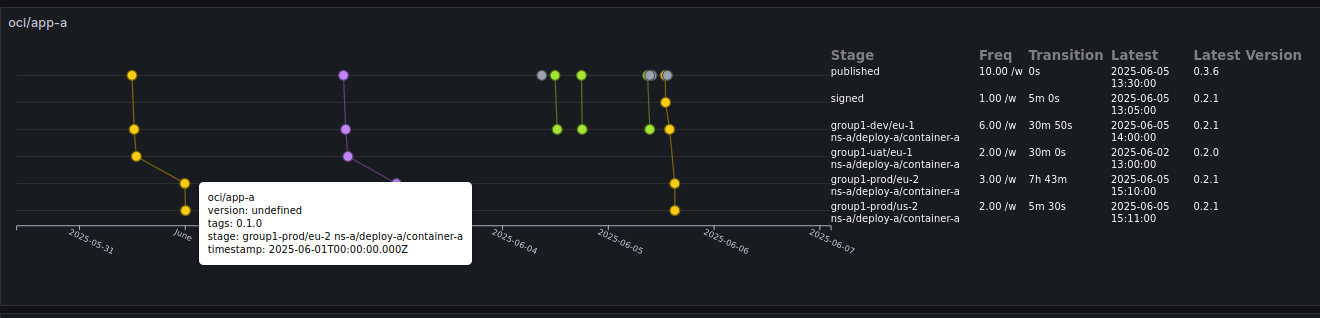 oci/app-a
Stage Freq Transition Latest Latest Version
published 10.00 /w 0s 2025-06-05 0.3.6
13:30:00
signed 1.00 /w 5m 0s 2025-06-05 0.2.1
13:05:00
group1-dev/eu-1 6.00 /w 30m 50s 2025-06-05 0.2.1
ns-a/deploy-a/container-a 14:00:00
group1-uat/eu-1 2.00 /w 30m 0s 2025-06-02 0.2.0
ns-a/deploy-a/container-a 13:00:00
group1-prod/eu-2 3.00 /w 7h 43m 2025-06-05 0.2.1
ns-a/deploy-a/container-a 15:10:00
group1-prod/us-2 2.00 /w 5m 30s 2025-06-05 0.2.1
ns-a/deploy-a/container-a 15:11:00
oci/app-a
version: undefined
tags: 0.1.0
stage: group1-prod/eu-2 ns-a/deploy-a/container-a
timestamp: 2025-06-01T00:00:00.000Z
2025-05-31
June
2025-06-04
2025-06-05
2025-06-06
2025-06-07